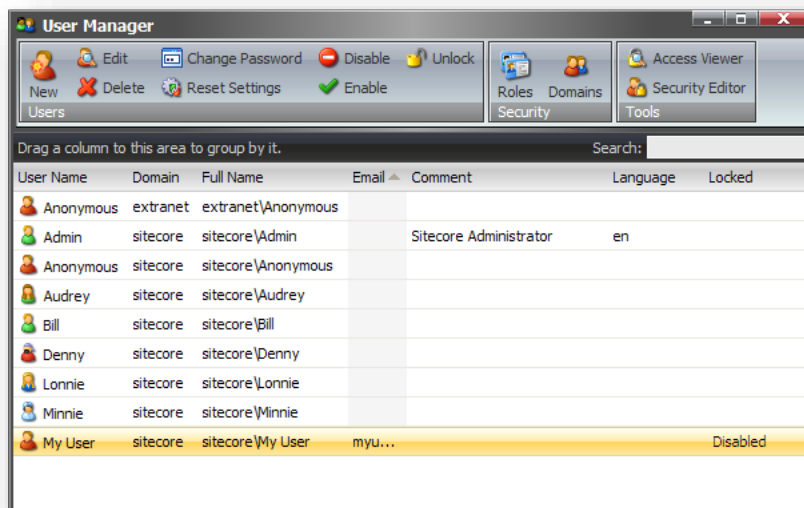 User Manager
New
Edit
Delete
Change Password
Reset Settings
Disable
Enable
Unlock
Users
Roles
Domains
Security
Access Viewer
Security Editor
Tools
Drag a column to this area to group by it. Search:
User Name Domain Full Name Email Comment Language Locked
Anonymous extranet extranet\Anonymous
Admin sitecore sitecore\Admin Sitecore Administrator en
Anonymous sitecore sitecore\Anonymous
Audrey sitecore sitecore\Audrey
Bill sitecore sitecore\Bill
Denny sitecore sitecore\Denny
Lonnie sitecore sitecore\Lonnie
Minnie sitecore sitecore\Minnie
My User sitecore sitecore\My User myu... Disabled